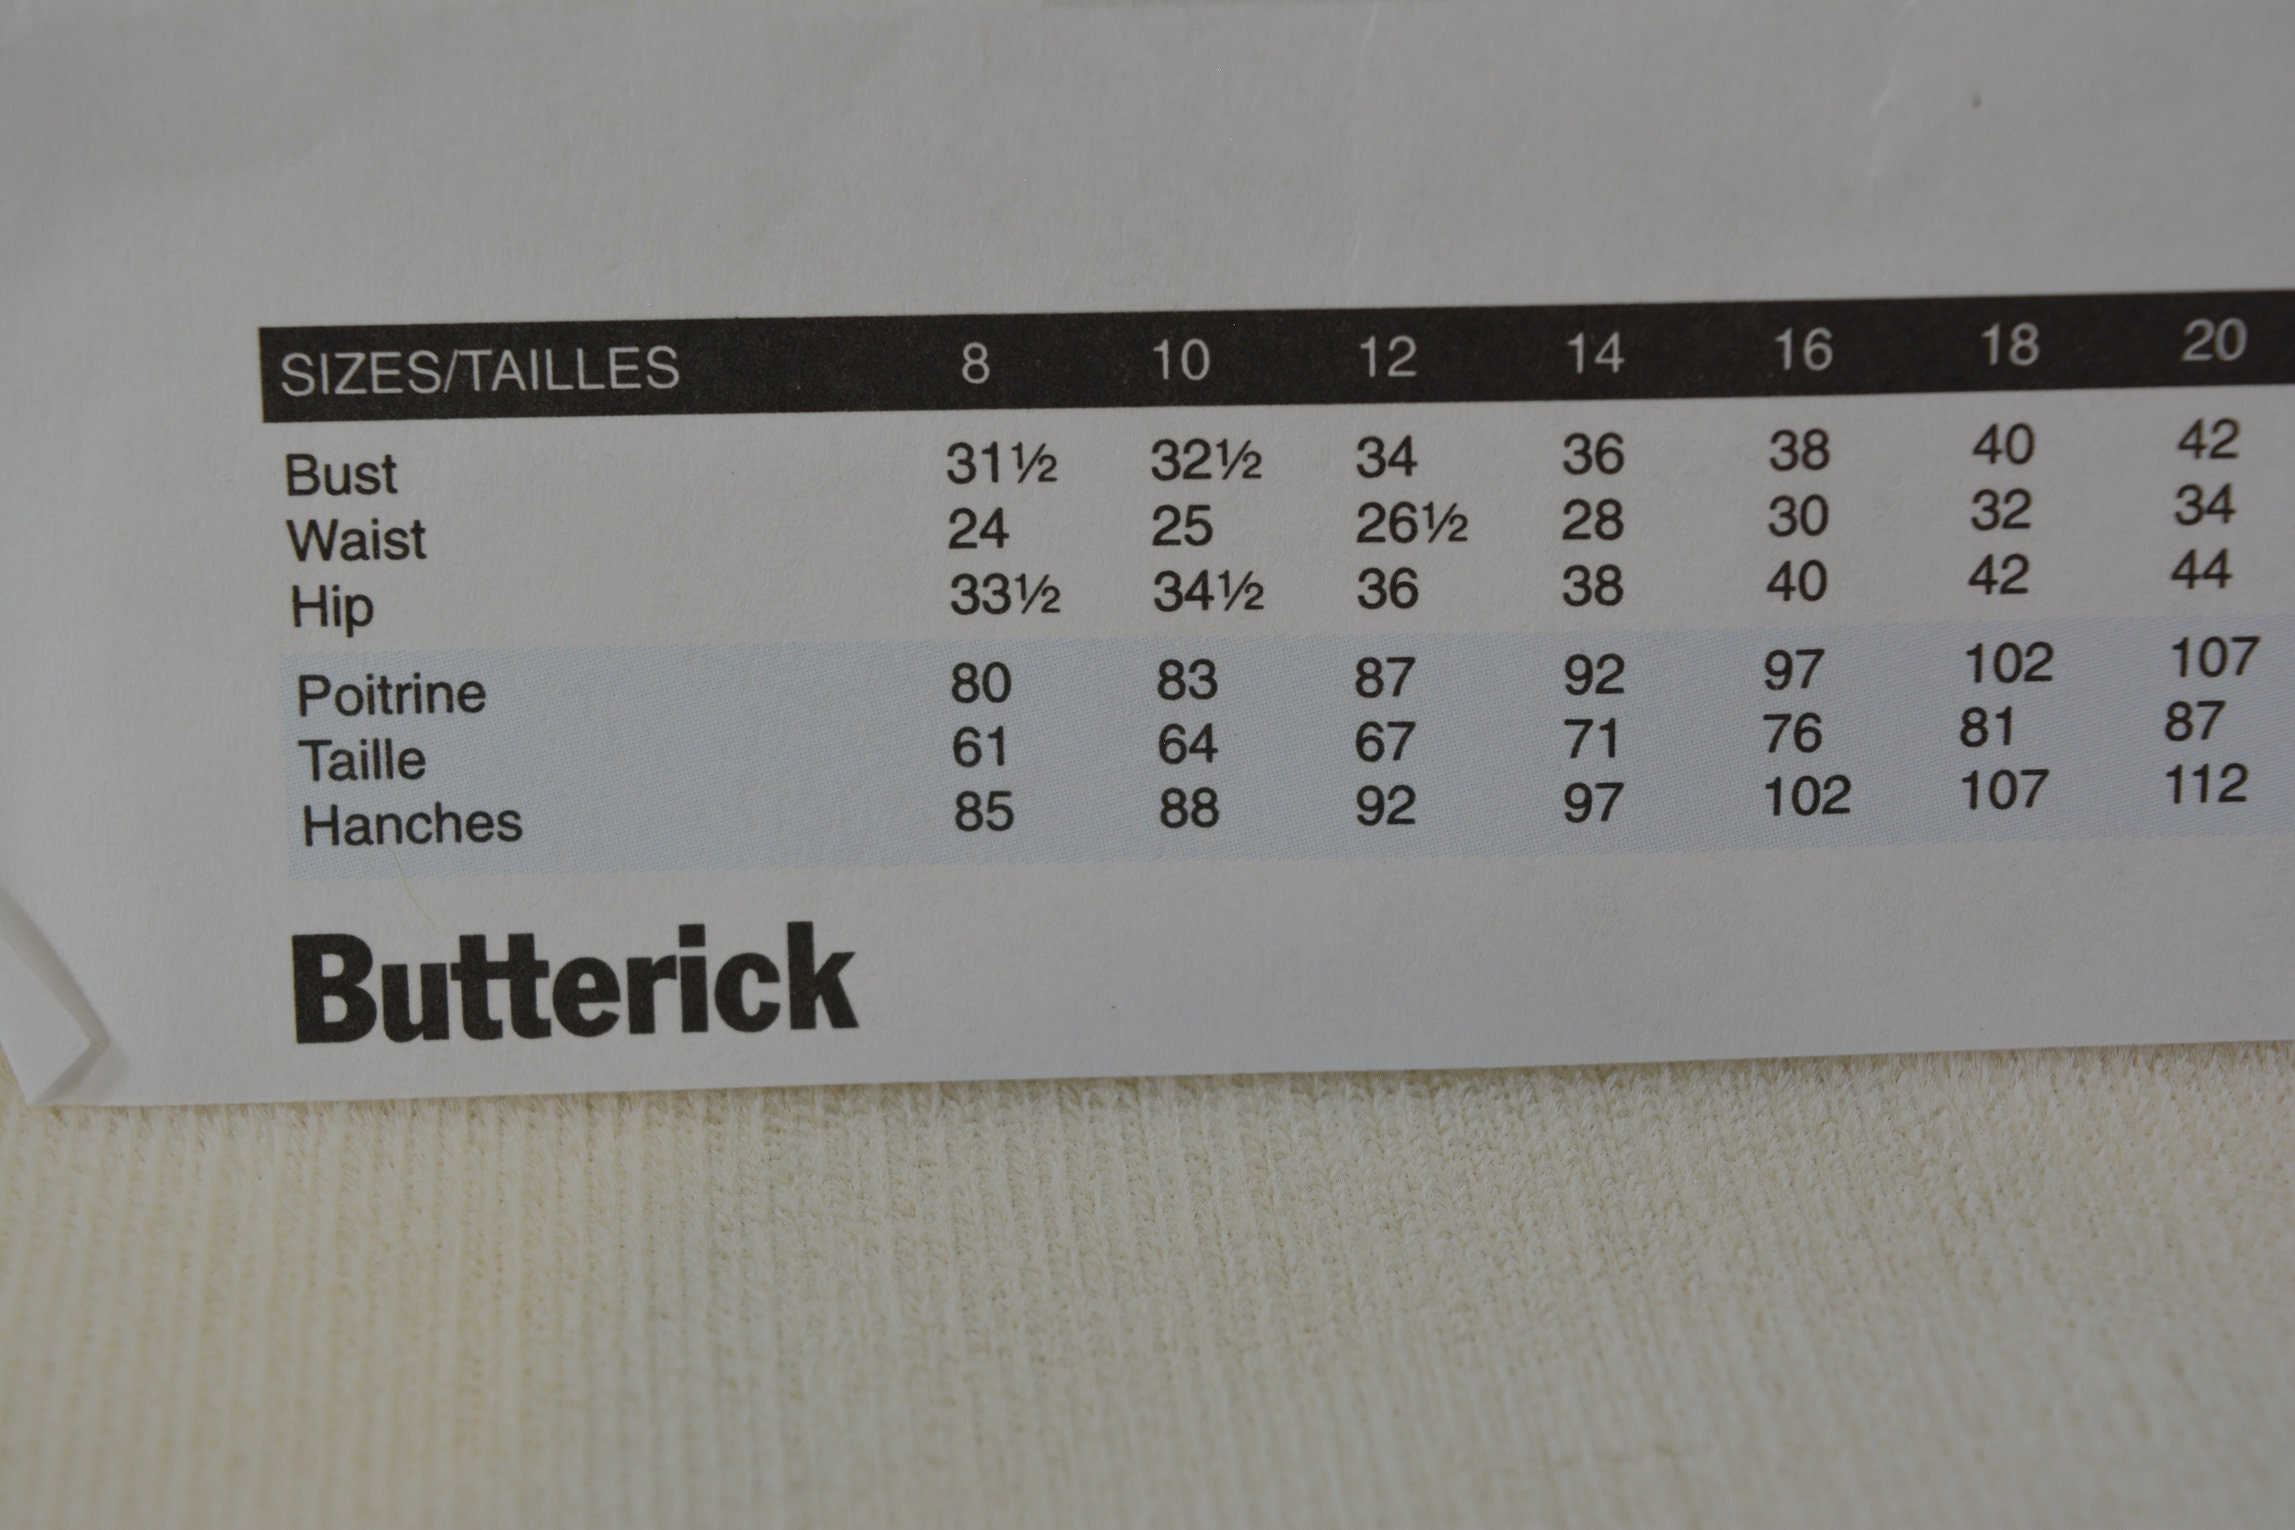 SIZES/TAILLES 8 10 12 14 16 18 20
Bust 31½ 32½ 34 36 38 40 42
Waist 24 25 26½ 28 30 32 34
Hip 33½ 34½ 36 38 40 42 44
Poitrine 80 83 87 92 97 102 107
Taille 61 64 67 71 76 81 87
Hanches 85 88 92 97 102 107 112
Butterick